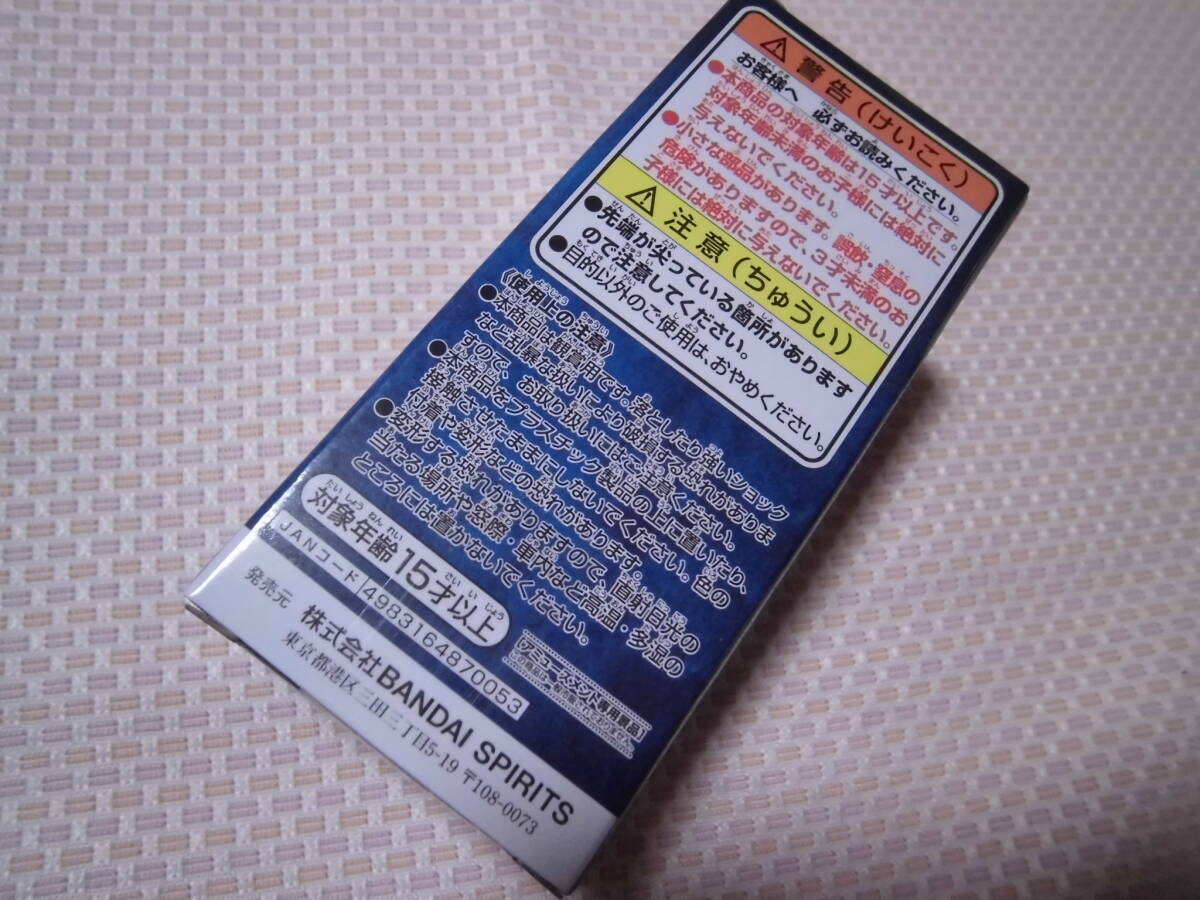 ⚠ 警告(けいこく)
お客様へ 必ずお読みください。
●本商品の対象年齢は15才以上です。
対象年齢未満のお子様には絶対に
与えないでください。
●小さな部品があります。誤飲・窒息の
危険がありますので、3才未満のお
子様には絶対に与えないでください。
⚠ 注意(ちゅうい)
●先端が尖っている箇所があります
ので注意してください。
●目的以外のご使用は、おやめください。
《使用上の注意》
●本商品は観賞用です。落としたり強いショック
など乱暴な扱いにより破損する恐れがありま
すので、お取り扱いにはご注意ください。
●本商品をプラスチック製品の上に置いたり、
接触させたままにしないでください。色の
付着や変形などの恐れがあります。
●変形する恐れがありますので、直射日光の
当たる場所や窓際・車内など高温・多湿の
ところには置かないでください。
対象年齢15才以上
JANコード 4983164870053
アミューズメント専用景品
この商品は一般市販されておりません。
発売元 株式会社BANDAI SPIRITS
東京都港区三田三丁目5-19 〒108-0073